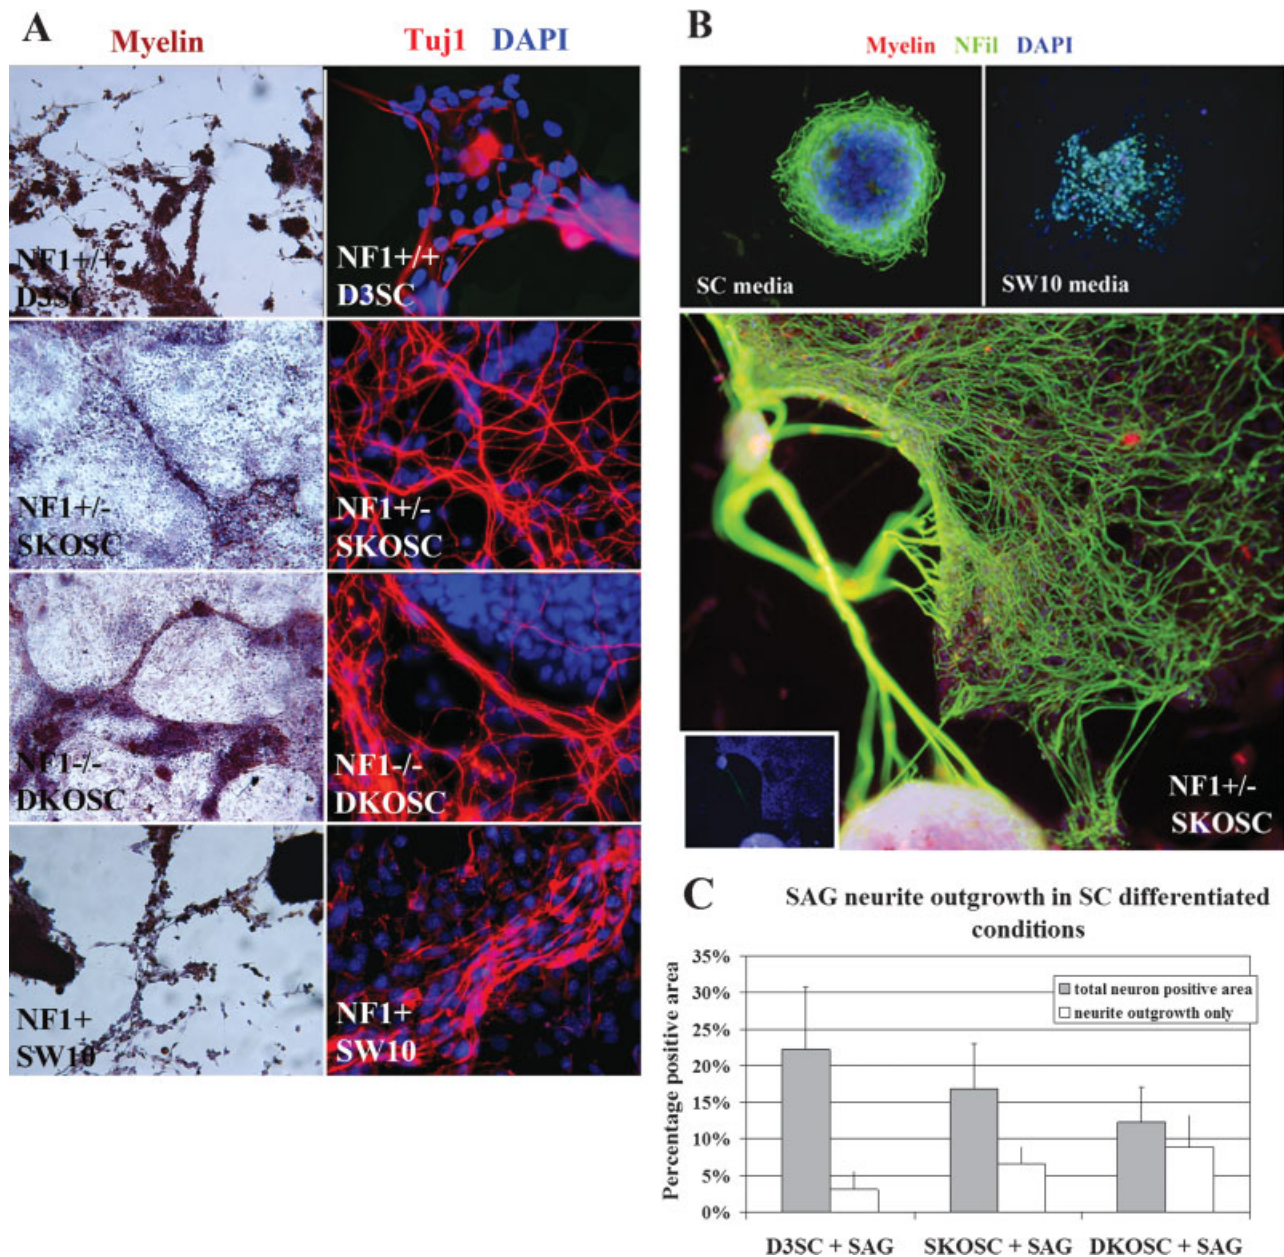 A
Myelin
Tuj1 DAPI
NF1+/+
D3SC
NF1+/+
D3SC
NF1+/-
SKOSC
NF1+/-
SKOSC
NF1-/-
DKOSC
NF1-/-
DKOSC
NF1+
SW10
NF1+
SW10
B
Myelin NFil DAPI
SC media
SW10 media
NF1+/-
SKOSC
C
SAG neurite outgrowth in SC differentiated
conditions
Percentage positive area
35%
30%
25%
20%
15%
10%
5%
0%
total neuron positive area
neurite outgrowth only
D3SC + SAG
SKOSC + SAG
DKOSC + SAG